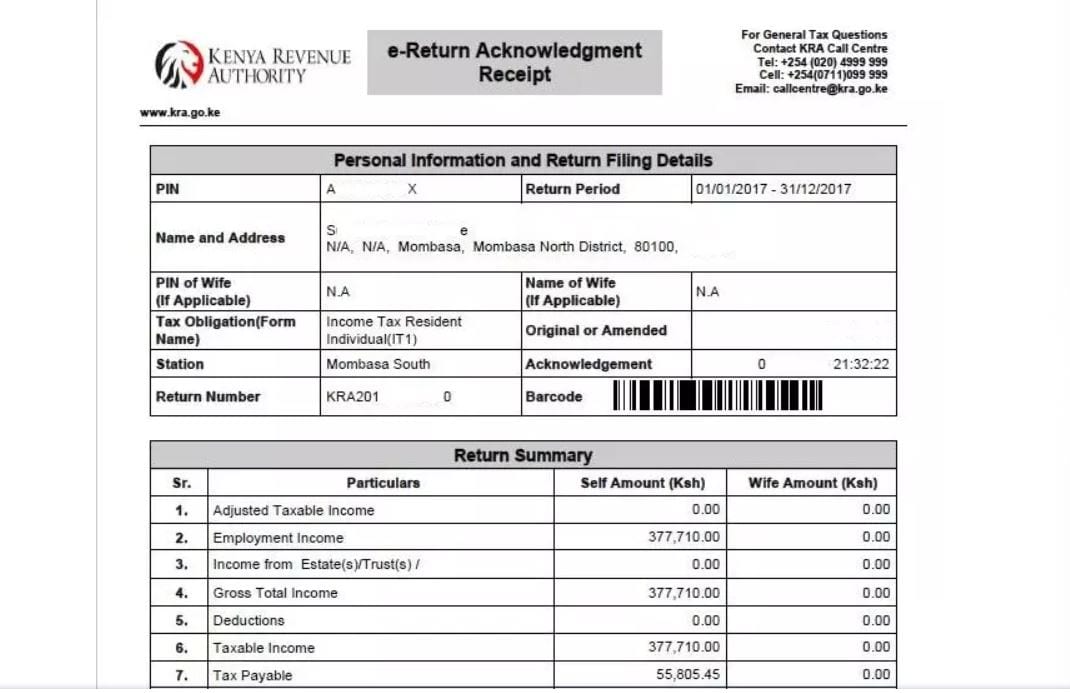 KENYA REVENUE
AUTHORITY
www.kra.go.ke
e-Return Acknowledgment
Receipt
For General Tax Questions
Contact KRA Call Centre
Tel: +254 (020) 4999 999
Cell: +254(0711)099 999
Email: callcentre@kra.go.ke
Personal Information and Return Filing Details
PIN A X Return Period 01/01/2017 - 31/12/2017
Name and Address S e
N/A, N/A, Mombasa, Mombasa North District, 80100,
PIN of Wife
(If Applicable) N.A Name of Wife
(If Applicable) N.A
Tax Obligation(Form
Name) Income Tax Resident
Individual(IT1) Original or Amended
Station Mombasa South Acknowledgement 0 21:32:22
Return Number KRA201 0 Barcode
Return Summary
Sr. Particulars Self Amount (Ksh) Wife Amount (Ksh)
1. Adjusted Taxable Income 0.00 0.00
2. Employment Income 377,710.00 0.00
3. Income from Estate(s)/Trust(s) / 0.00 0.00
4. Gross Total Income 377,710.00 0.00
5. Deductions 0.00 0.00
6. Taxable Income 377,710.00 0.00
7. Tax Payable 55,805.45 0.00